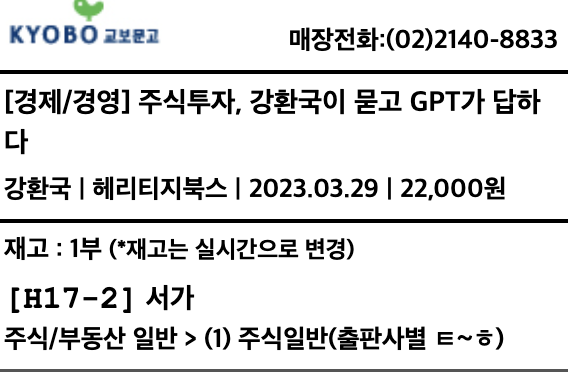 KYOBO 교보문고
매장전화:(02)2140-8833
[경제/경영] 주식투자, 강환국이 묻고 GPT가 답하
다
강환국 | 헤리티지북스 | 2023.03.29 | 22,000원
재고 : 1부 (*재고는 실시간으로 변경)
[H17-2] 서가
주식/부동산 일반 > (1) 주식일반(출판사별 ㅌ~ㅎ)